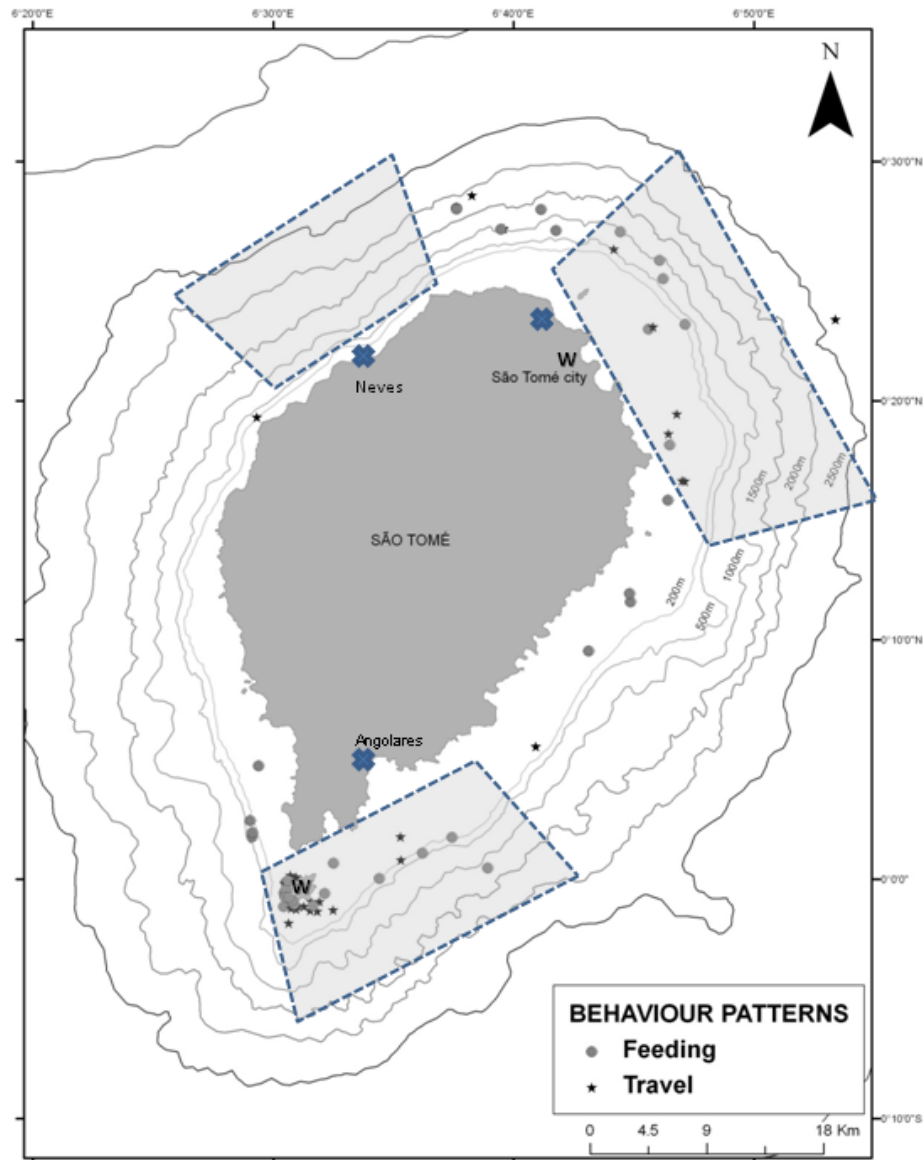 6°20'0"E 6°30'0"E 6°40'0"E 6°50'0"E
N
0°30'0"N
W
São Tomé city
Neves
0°20'0"N
2500m
2000m
1500m
SÃO TOMÉ
1000m
200m
500m
0°10'0"N
Angolares
W
0°0'0"
BEHAVIOUR PATTERNS
Feeding
Travel
0°10'0"S
0 4.5 9 18 Km